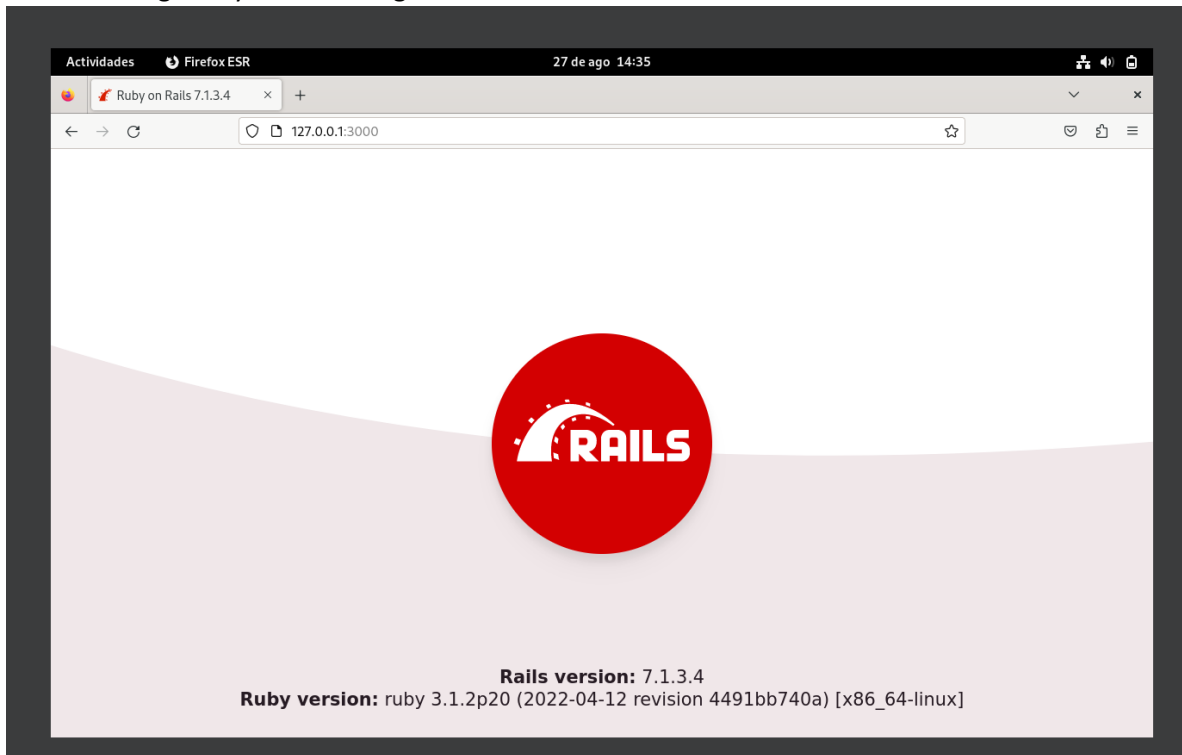 Actividades Firefox ESR 27 de ago 14:35
Ruby on Rails 7.1.3.4
127.0.0.1:3000
RAILS
Rails version: 7.1.3.4
Ruby version: ruby 3.1.2p20 (2022-04-12 revision 4491bb740a) [x86_64-linux]